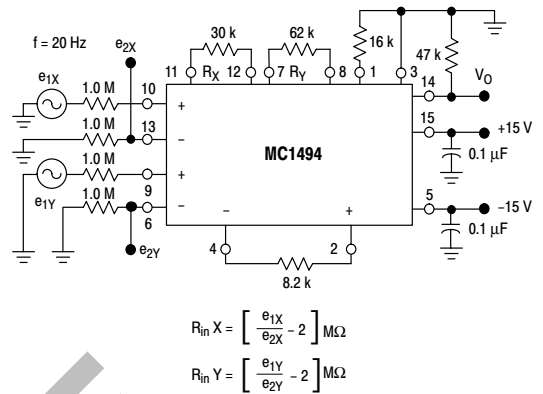 f = 20 Hz
e2X
30 k
62 k
16 k
47 k
e1X
1.0 M
10
11
RX
12
7
RY
8
1
3
14
VO
+
1.0 M
13
−
15
+15 V
MC1494
0.1 μF
1.0 M
+
e1Y
1.0 M
9
−
6
5
−15 V
0.1 μF
e2Y
−
+
4
2
8.2 k
Rin X = [ e1X / e2X - 2 ] MΩ
Rin Y = [ e1Y / e2Y - 2 ] MΩ